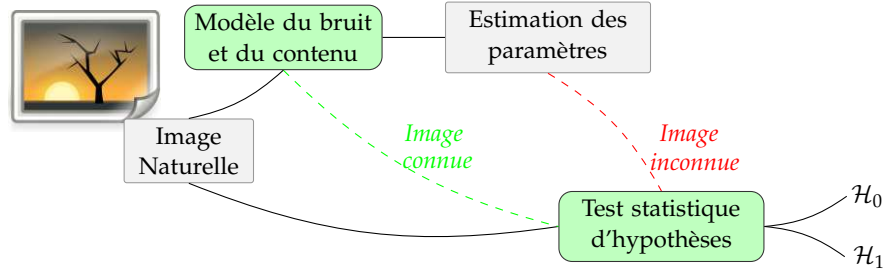 Modèle du bruit
et du contenu
Estimation des
paramètres
Image
Naturelle
Image
connue
Image
inconnue
Test statistique
d'hypothèses
ℋ₀
ℋ₁